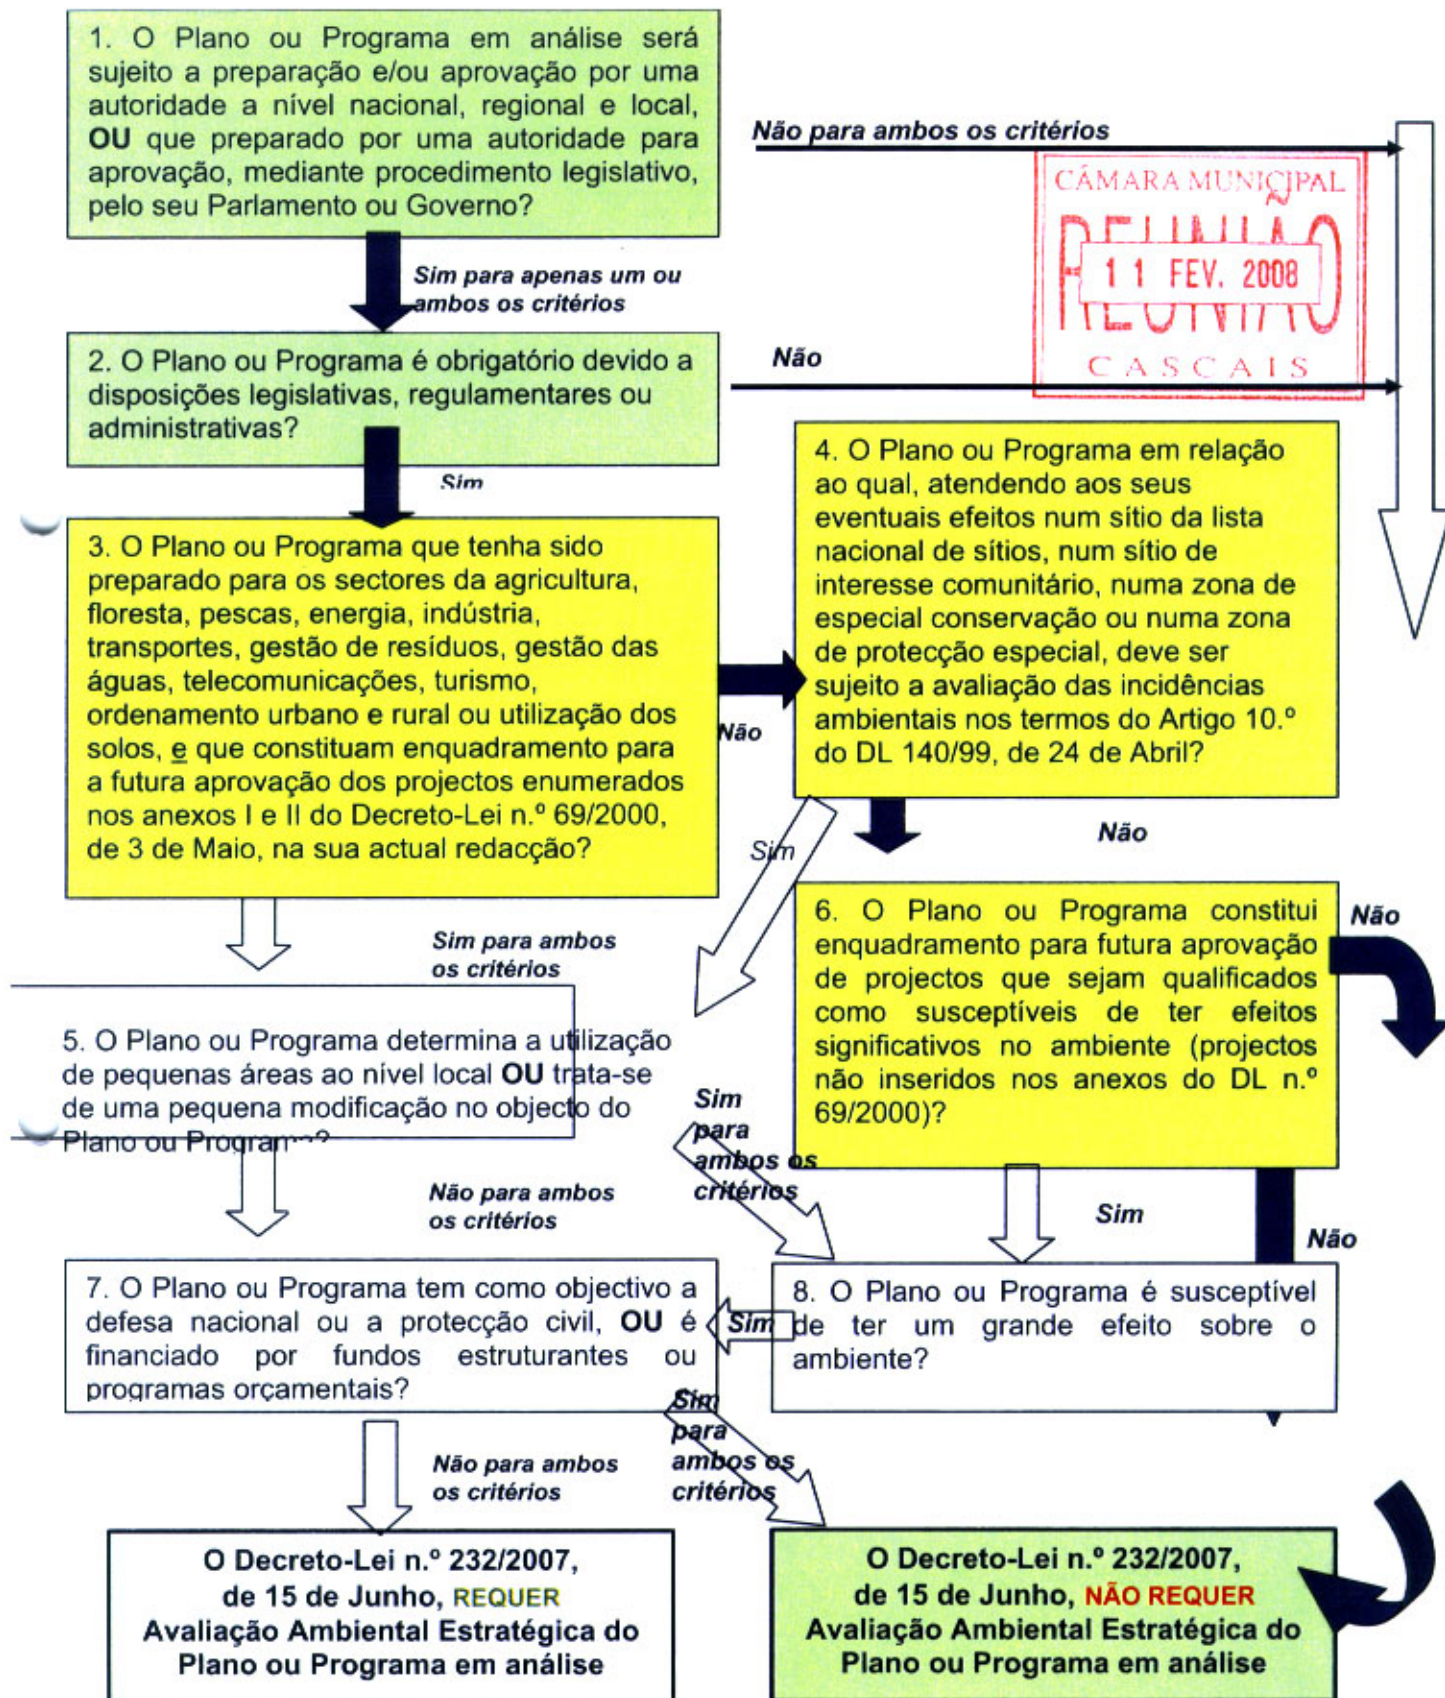 1. O Plano ou Programa em análise será
sujeito a preparação e/ou aprovação por uma
autoridade a nível nacional, regional e local,
OU que preparado por uma autoridade para
aprovação, mediante procedimento legislativo,
pelo seu Parlamento ou Governo?
Não para ambos os critérios
CÂMARA MUNICIPAL
REUNIÃO
11 FEV. 2008
CASCAIS
Sim para apenas um ou
ambos os critérios
2. O Plano ou Programa é obrigatório devido a
disposições legislativas, regulamentares ou
administrativas?
Não
Sim
3. O Plano ou Programa que tenha sido
preparado para os sectores da agricultura,
floresta, pescas, energia, indústria,
transportes, gestão de resíduos, gestão das
águas, telecomunicações, turismo,
ordenamento urbano e rural ou utilização dos
solos, e que constituam enquadramento para
a futura aprovação dos projectos enumerados
nos anexos I e II do Decreto-Lei n.º 69/2000,
de 3 de Maio, na sua actual redacção?
Não
4. O Plano ou Programa em relação
ao qual, atendendo aos seus
eventuais efeitos num sítio da lista
nacional de sítios, num sítio de
interesse comunitário, numa zona de
especial conservação ou numa zona
de protecção especial, deve ser
sujeito a avaliação das incidências
ambientais nos termos do Artigo 10.º
do DL 140/99, de 24 de Abril?
Sim
Não
Sim para ambos
os critérios
5. O Plano ou Programa determina a utilização
de pequenas áreas ao nível local OU trata-se
de uma pequena modificação no objecto do
Plano ou Programa?
6. O Plano ou Programa constitui
enquadramento para futura aprovação
de projectos que sejam qualificados
como susceptíveis de ter efeitos
significativos no ambiente (projectos
não inseridos nos anexos do DL n.º
69/2000)?
Não
Sim
para
ambos os
critérios
Não para ambos
os critérios
Sim
Não
7. O Plano ou Programa tem como objectivo a
defesa nacional ou a protecção civil, OU é
financiado por fundos estruturantes ou
programas orçamentais?
Sim
8. O Plano ou Programa é susceptível
de ter um grande efeito sobre o
ambiente?
Sim
para
ambos os
critérios
Não para ambos
os critérios
O Decreto-Lei n.º 232/2007,
de 15 de Junho, REQUER
Avaliação Ambiental Estratégica do
Plano ou Programa em análise
O Decreto-Lei n.º 232/2007,
de 15 de Junho, NÃO REQUER
Avaliação Ambiental Estratégica do
Plano ou Programa em análise